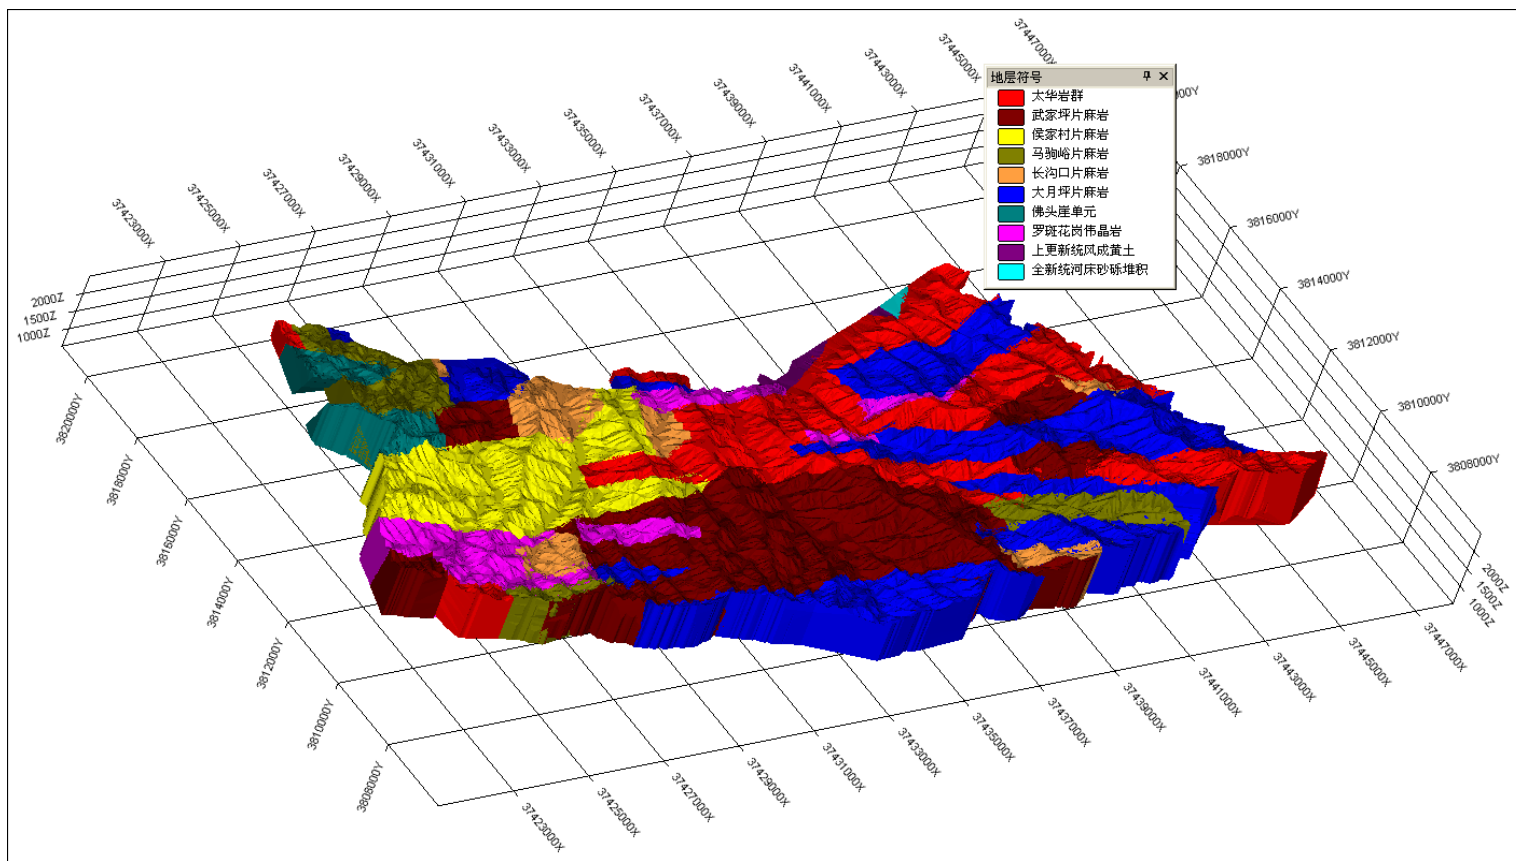 37447000X
37445000X
37443000X
37441000X
37439000X
37437000X
37435000X
37433000X
37431000X
37429000X
37427000X
37425000X
37423000X
地层符号
太华岩群
武家坪片麻岩
侯家村片麻岩
马驹峪片麻岩
长沟口片麻岩
大月坪片麻岩
佛头崖单元
罗斑花岗伟晶岩
上更新统风成黄土
全新统河床砂砾堆积
000Y
3818000Y
3816000Y
3814000Y
3812000Y
3810000Y
3808000Y
2000Z
1500Z
1000Z
2000Z
1500Z
1000Z
3820000Y
3818000Y
3816000Y
3814000Y
3812000Y
3810000Y
3808000Y
37423000X
37425000X
37427000X
37429000X
37431000X
37433000X
37435000X
37437000X
37439000X
37441000X
37443000X
37445000X
37447000X